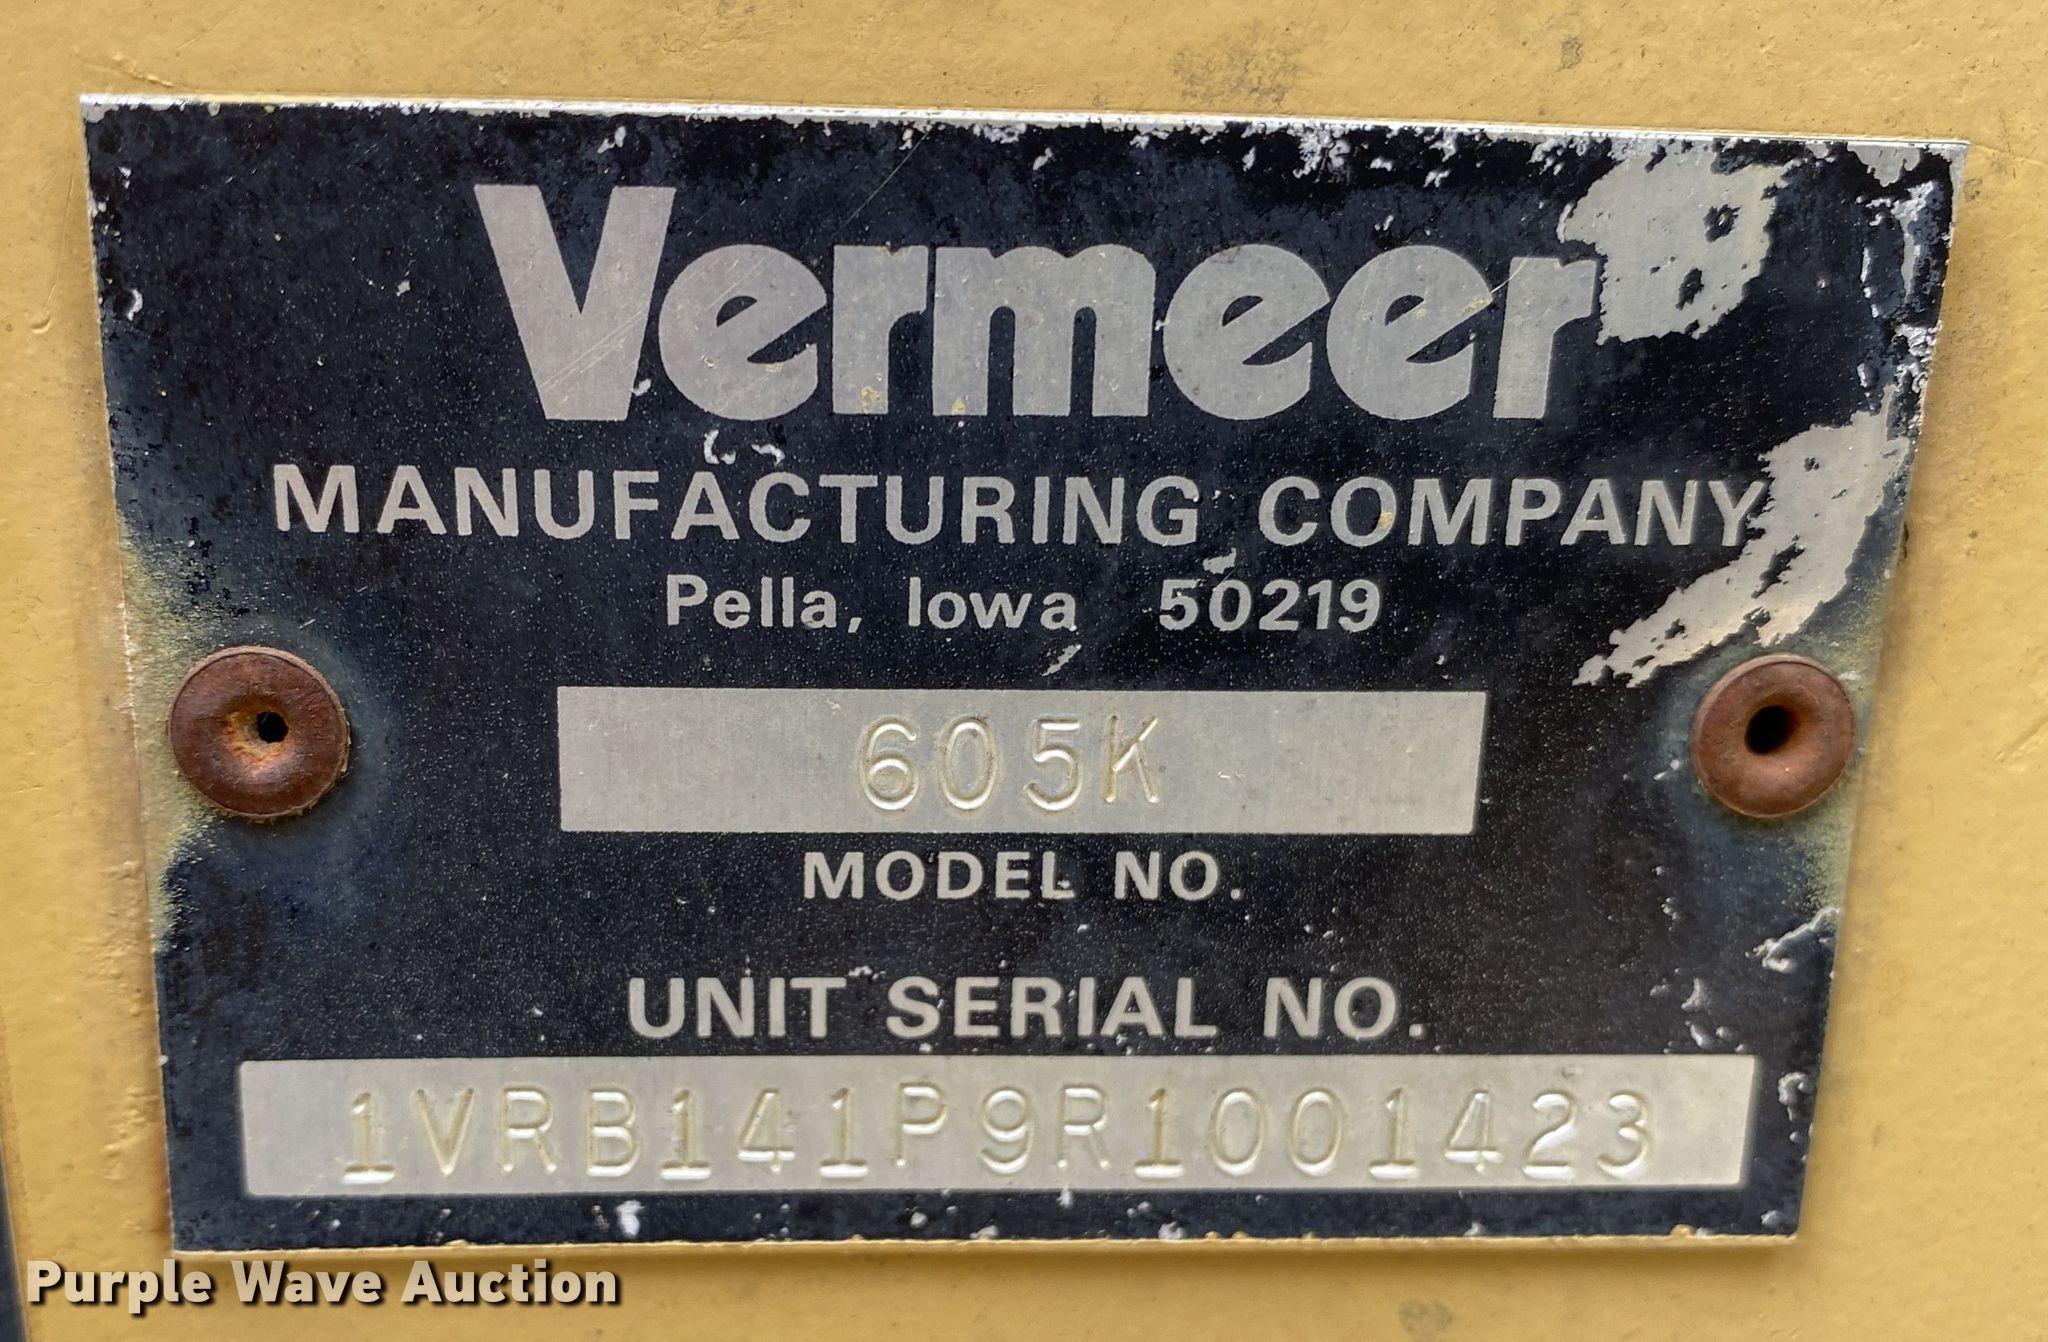 Vermeer
MANUFACTURING COMPANY
Pella, Iowa 50219
605K
MODEL NO.
UNIT SERIAL NO.
1VRB141P9R1001423
Purple Wave Auction